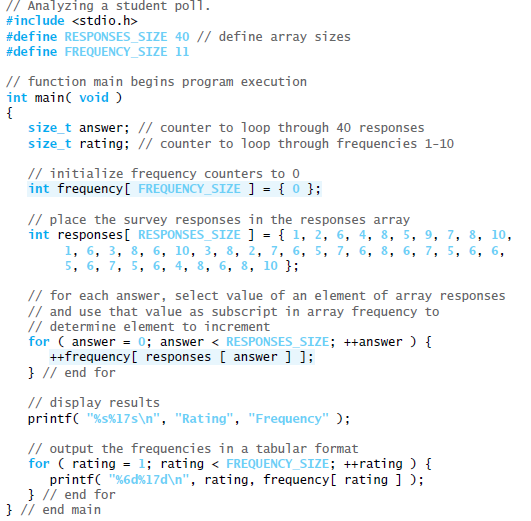 // Analyzing a student poll.
#include <stdio.h>
#define RESPONSES_SIZE 40 // define array sizes
#define FREQUENCY_SIZE 11

// function main begins program execution
int main( void )
{
   size_t answer; // counter to loop through 40 responses
   size_t rating; // counter to loop through frequencies 1-10

   // initialize frequency counters to 0
   int frequency[ FREQUENCY_SIZE ] = { 0 };

   // place the survey responses in the responses array
   int responses[ RESPONSES_SIZE ] = { 1, 2, 6, 4, 8, 5, 9, 7, 8, 10,
        1, 6, 3, 8, 6, 10, 3, 8, 2, 7, 6, 5, 7, 6, 8, 6, 7, 5, 6, 6,
        5, 6, 7, 5, 6, 4, 8, 6, 8, 10 };

   // for each answer, select value of an element of array responses
   // and use that value as subscript in array frequency to
   // determine element to increment
   for ( answer = 0; answer < RESPONSES_SIZE; ++answer ) {
      ++frequency[ responses [ answer ] ];
   } // end for

   // display results
   printf( "%s%17s\n", "Rating", "Frequency" );

   // output the frequencies in a tabular format
   for ( rating = 1; rating < FREQUENCY_SIZE; ++rating ) {
      printf( "%6d%17d\n", rating, frequency[ rating ] );
   } // end for
} // end main